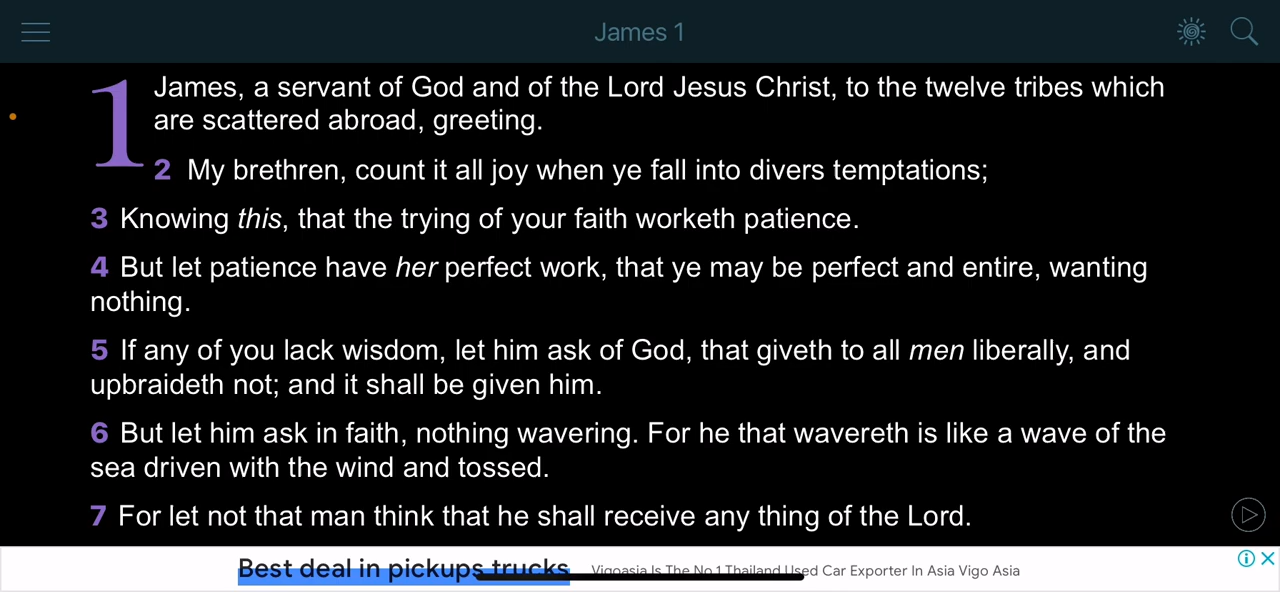 James 1
1 James, a servant of God and of the Lord Jesus Christ, to the twelve tribes which
are scattered abroad, greeting.
2 My brethren, count it all joy when ye fall into divers temptations;
3 Knowing this, that the trying of your faith worketh patience.
4 But let patience have her perfect work, that ye may be perfect and entire, wanting
nothing.
5 If any of you lack wisdom, let him ask of God, that giveth to all men liberally, and
upbraideth not; and it shall be given him.
6 But let him ask in faith, nothing wavering. For he that wavereth is like a wave of the
sea driven with the wind and tossed.
7 For let not that man think that he shall receive any thing of the Lord.
Best deal in pickups trucks Vigoasia Is The No 1 Thailand Used Car Exporter In Asia Vigo Asia